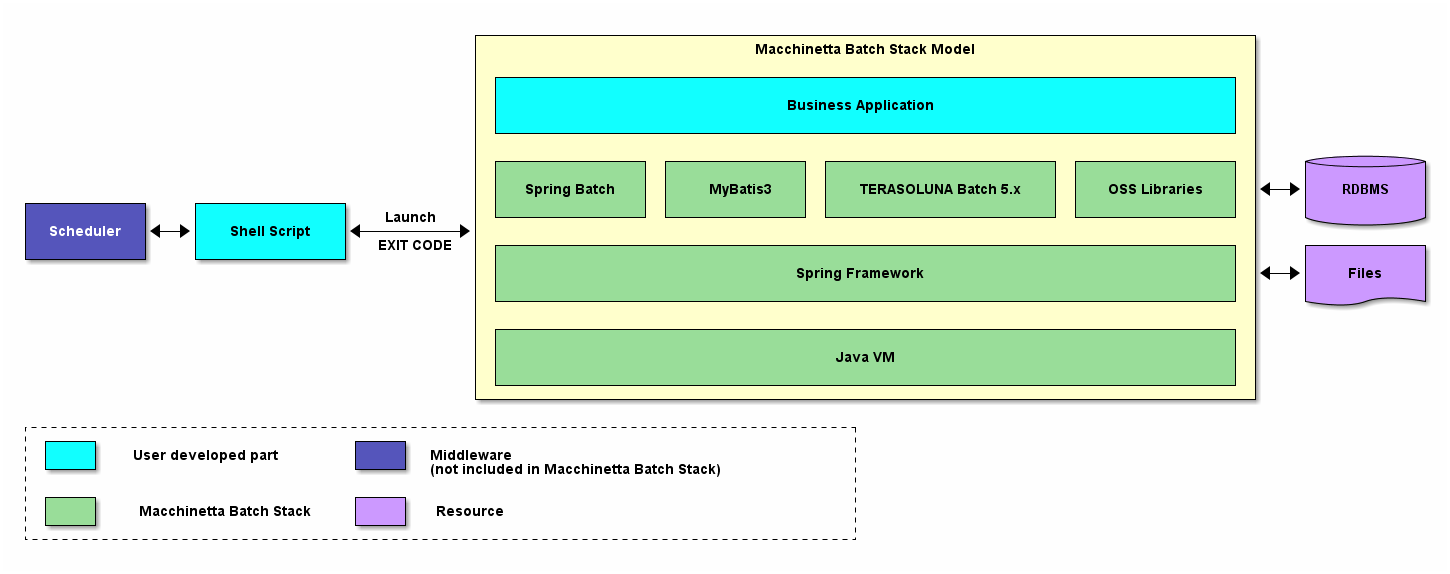 Macchinetta Batch Stack Model
Business Application
Spring Batch
MyBatis3
TERASOLUNA Batch 5.x
OSS Libraries
RDBMS
Scheduler
Shell Script
Launch
EXIT CODE
Spring Framework
Files
Java VM
User developed part
Middleware
(not included in Macchinetta Batch Stack)
Macchinetta Batch Stack
Resource